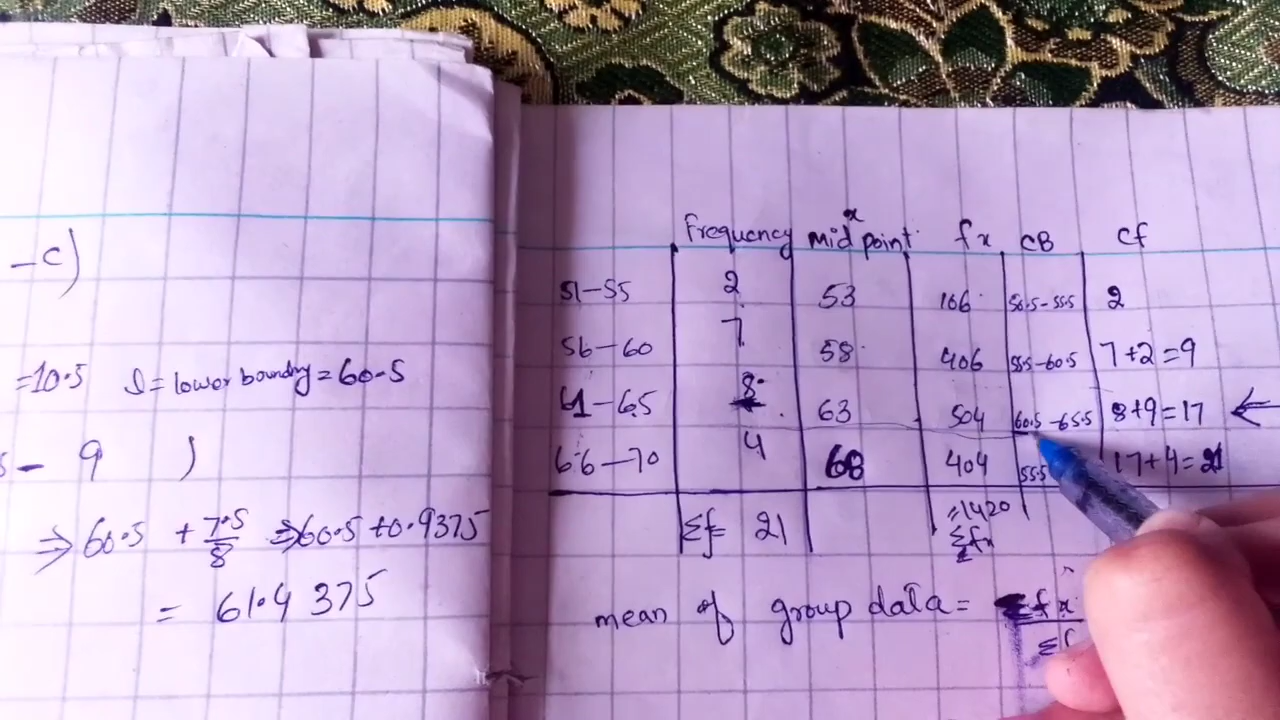 –c)
=10.5 l=lower boundry=60.5
– 9 )
⇒60.5 + 7.5/8 ⇒60.5+0.9375
= 61.4375
x
frequency mid point fx CB cf
51–55 2 53 106 50.5–55.5 2
56–60 7 58 406 55.5–60.5 7+2=9
61–65 8 63 504 60.5–65.5 8+9=17 ←
66–70 4 68 404 17+4=21
Σf= 21 =1420
Σfx
mean of group data = Σfx
Σf